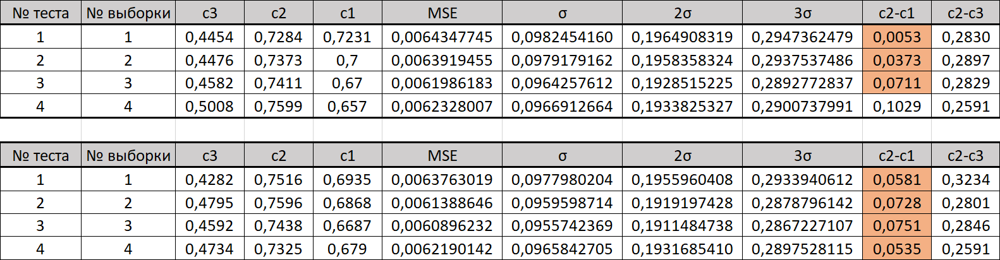 № теста № выборки c3 c2 c1 MSE σ 2σ 3σ c2-c1 c2-c3
1 1 0,4454 0,7284 0,7231 0,0064347745 0,0982454160 0,1964908319 0,2947362479 0,0053 0,2830
2 2 0,4476 0,7373 0,7 0,0063919455 0,0979179162 0,1958358324 0,2937537486 0,0373 0,2897
3 3 0,4582 0,7411 0,67 0,0061986183 0,0964257612 0,1928515225 0,2892772837 0,0711 0,2829
4 4 0,5008 0,7599 0,657 0,0062328007 0,0966912664 0,1933825327 0,2900737991 0,1029 0,2591
№ теста № выборки c3 c2 c1 MSE σ 2σ 3σ c2-c1 c2-c3
1 1 0,4282 0,7516 0,6935 0,0063763019 0,0977980204 0,1955960408 0,2933940612 0,0581 0,3234
2 2 0,4795 0,7596 0,6868 0,0061388646 0,0959598714 0,1919197428 0,2878796142 0,0728 0,2801
3 3 0,4592 0,7438 0,6687 0,0060896232 0,0955742369 0,1911484738 0,2867227107 0,0751 0,2846
4 4 0,4734 0,7325 0,679 0,0062190142 0,0965842705 0,1931685410 0,2897528115 0,0535 0,2591